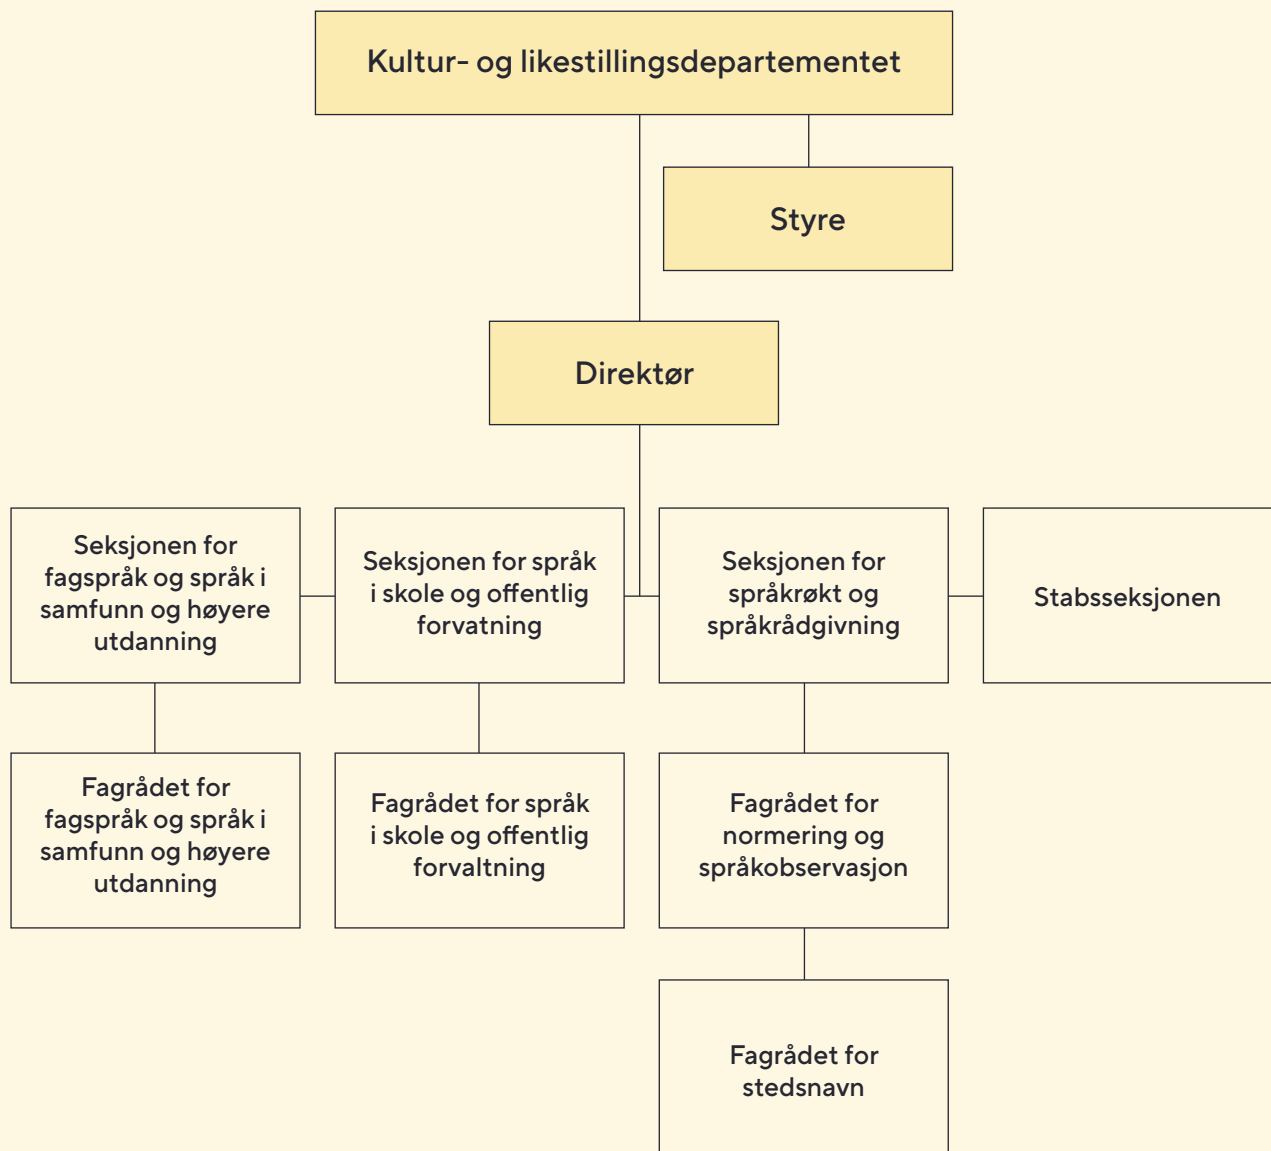 Kultur- og likestillingsdepartementet
Styre
Direktør
Seksjonen for
fagspråk og språk i
samfunn og høyere
utdanning
Seksjonen for språk
i skole og offentlig
forvatning
Seksjonen for
språkrøkt og
språkrådgivning
Stabsseksjonen
Fagrådet for
fagspråk og språk i
samfunn og høyere
utdanning
Fagrådet for språk
i skole og offentlig
forvaltning
Fagrådet for
normering og
språkobservasjon
Fagrådet for
stedsnavn